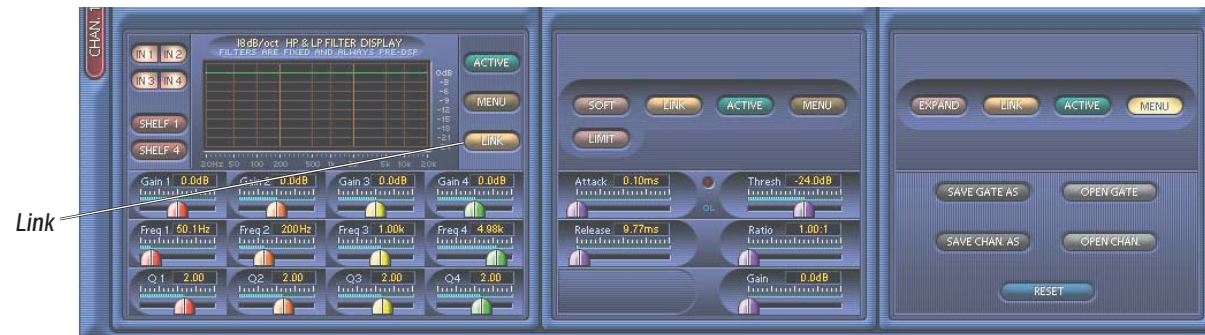 CHAN. 1
IN 1 IN 2
IN 3 IN 4
SHELF 1
SHELF 4
18dB/oct HP & LP FILTER DISPLAY
FILTERS ARE FIXED AND ALWAYS PRE-DSP
0dB
-3
-6
-9
-12
-15
-18
-21
20Hz 50 100 200 500 1k 5k 10k 20k
ACTIVE
MENU
LINK
Link
Gain 1 0.0dB Gain 2 0.0dB Gain 3 0.0dB Gain 4 0.0dB
Freq 1 50.1Hz Freq 2 200Hz Freq 3 1.00k Freq 4 4.98k
Q 1 2.00 Q2 2.00 Q3 2.00 Q4 2.00
SOFT LINK ACTIVE MENU
LIMIT
Attack 0.10ms OL Thresh -24.0dB
Release 9.77ms Ratio 1.00:1
Gain 0.0dB
EXPAND LINK ACTIVE MENU
SAVE GATE AS OPEN GATE
SAVE CHAN. AS OPEN CHAN.
RESET